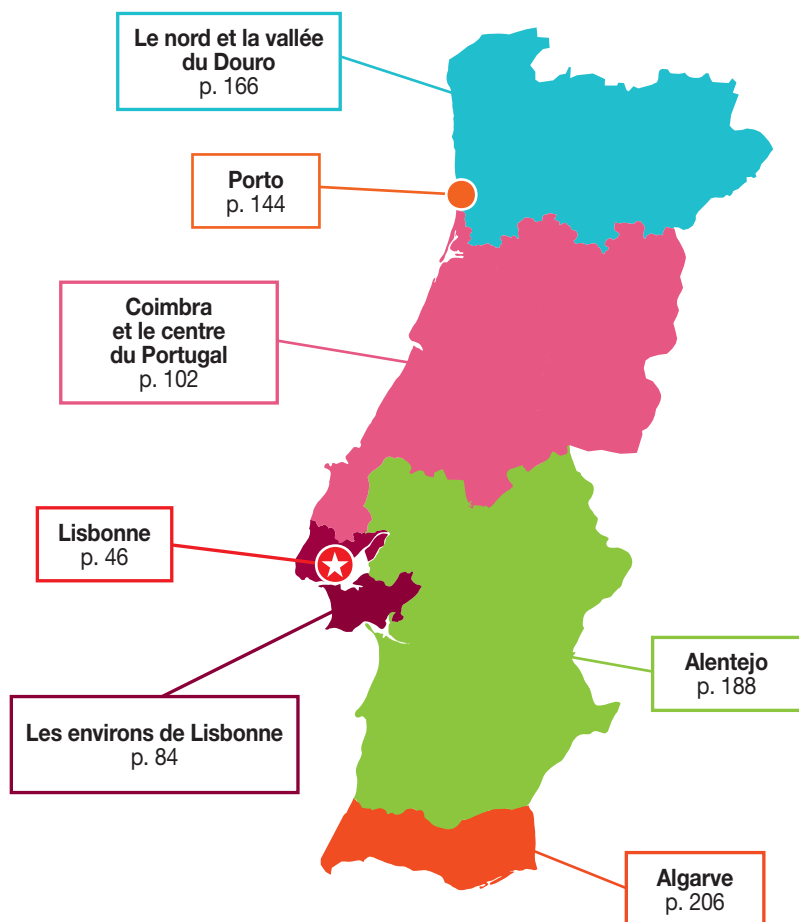 Le nord et la vallée
du Douro
p. 166
Porto
p. 144
Coimbra
et le centre
du Portugal
p. 102
Lisbonne
p. 46
Alentejo
p. 188
Les environs de Lisbonne
p. 84
Algarve
p. 206